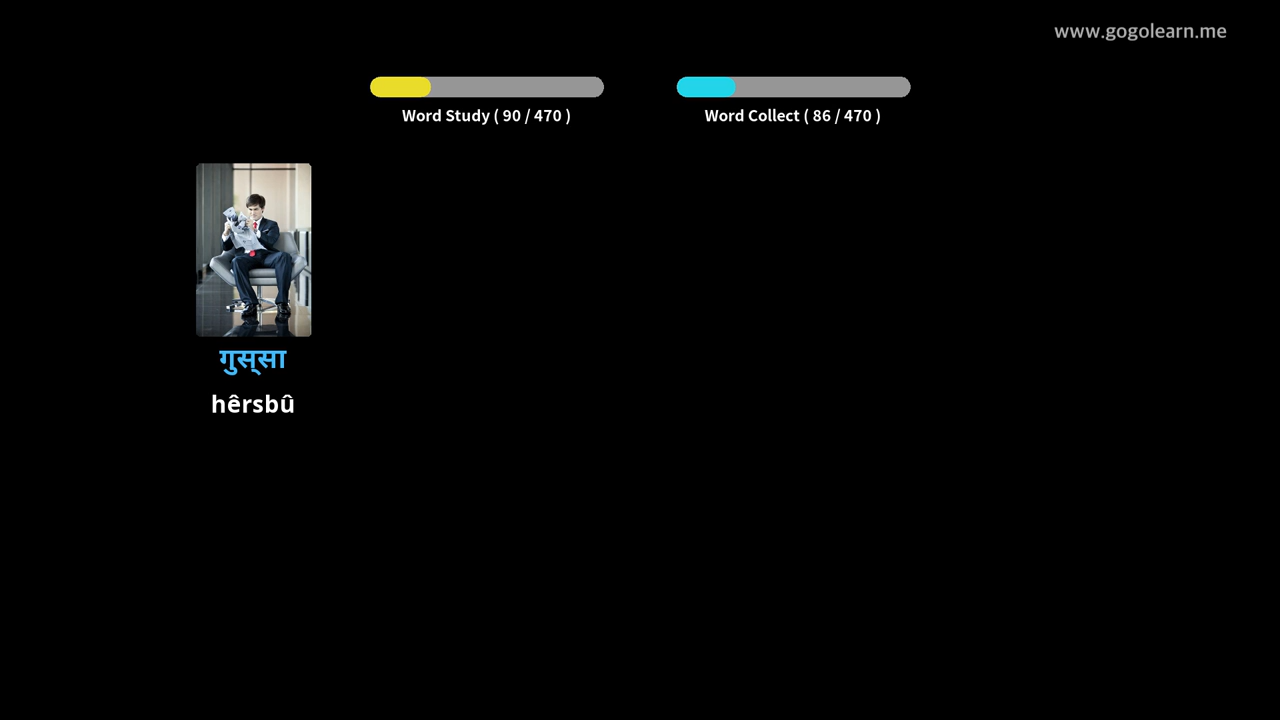 www.gogolearn.me
Word Study ( 90 / 470 )
Word Collect ( 86 / 470 )
गुस्‌सा
hêrsbû